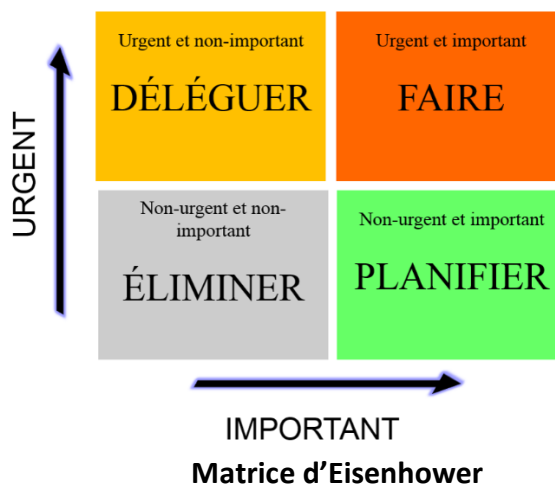 Urgent et non-important
DÉLÉGUER
Urgent et important
FAIRE
URGENT
Non-urgent et non-
important
ÉLIMINER
Non-urgent et important
PLANIFIER
IMPORTANT
Matrice d’Eisenhower